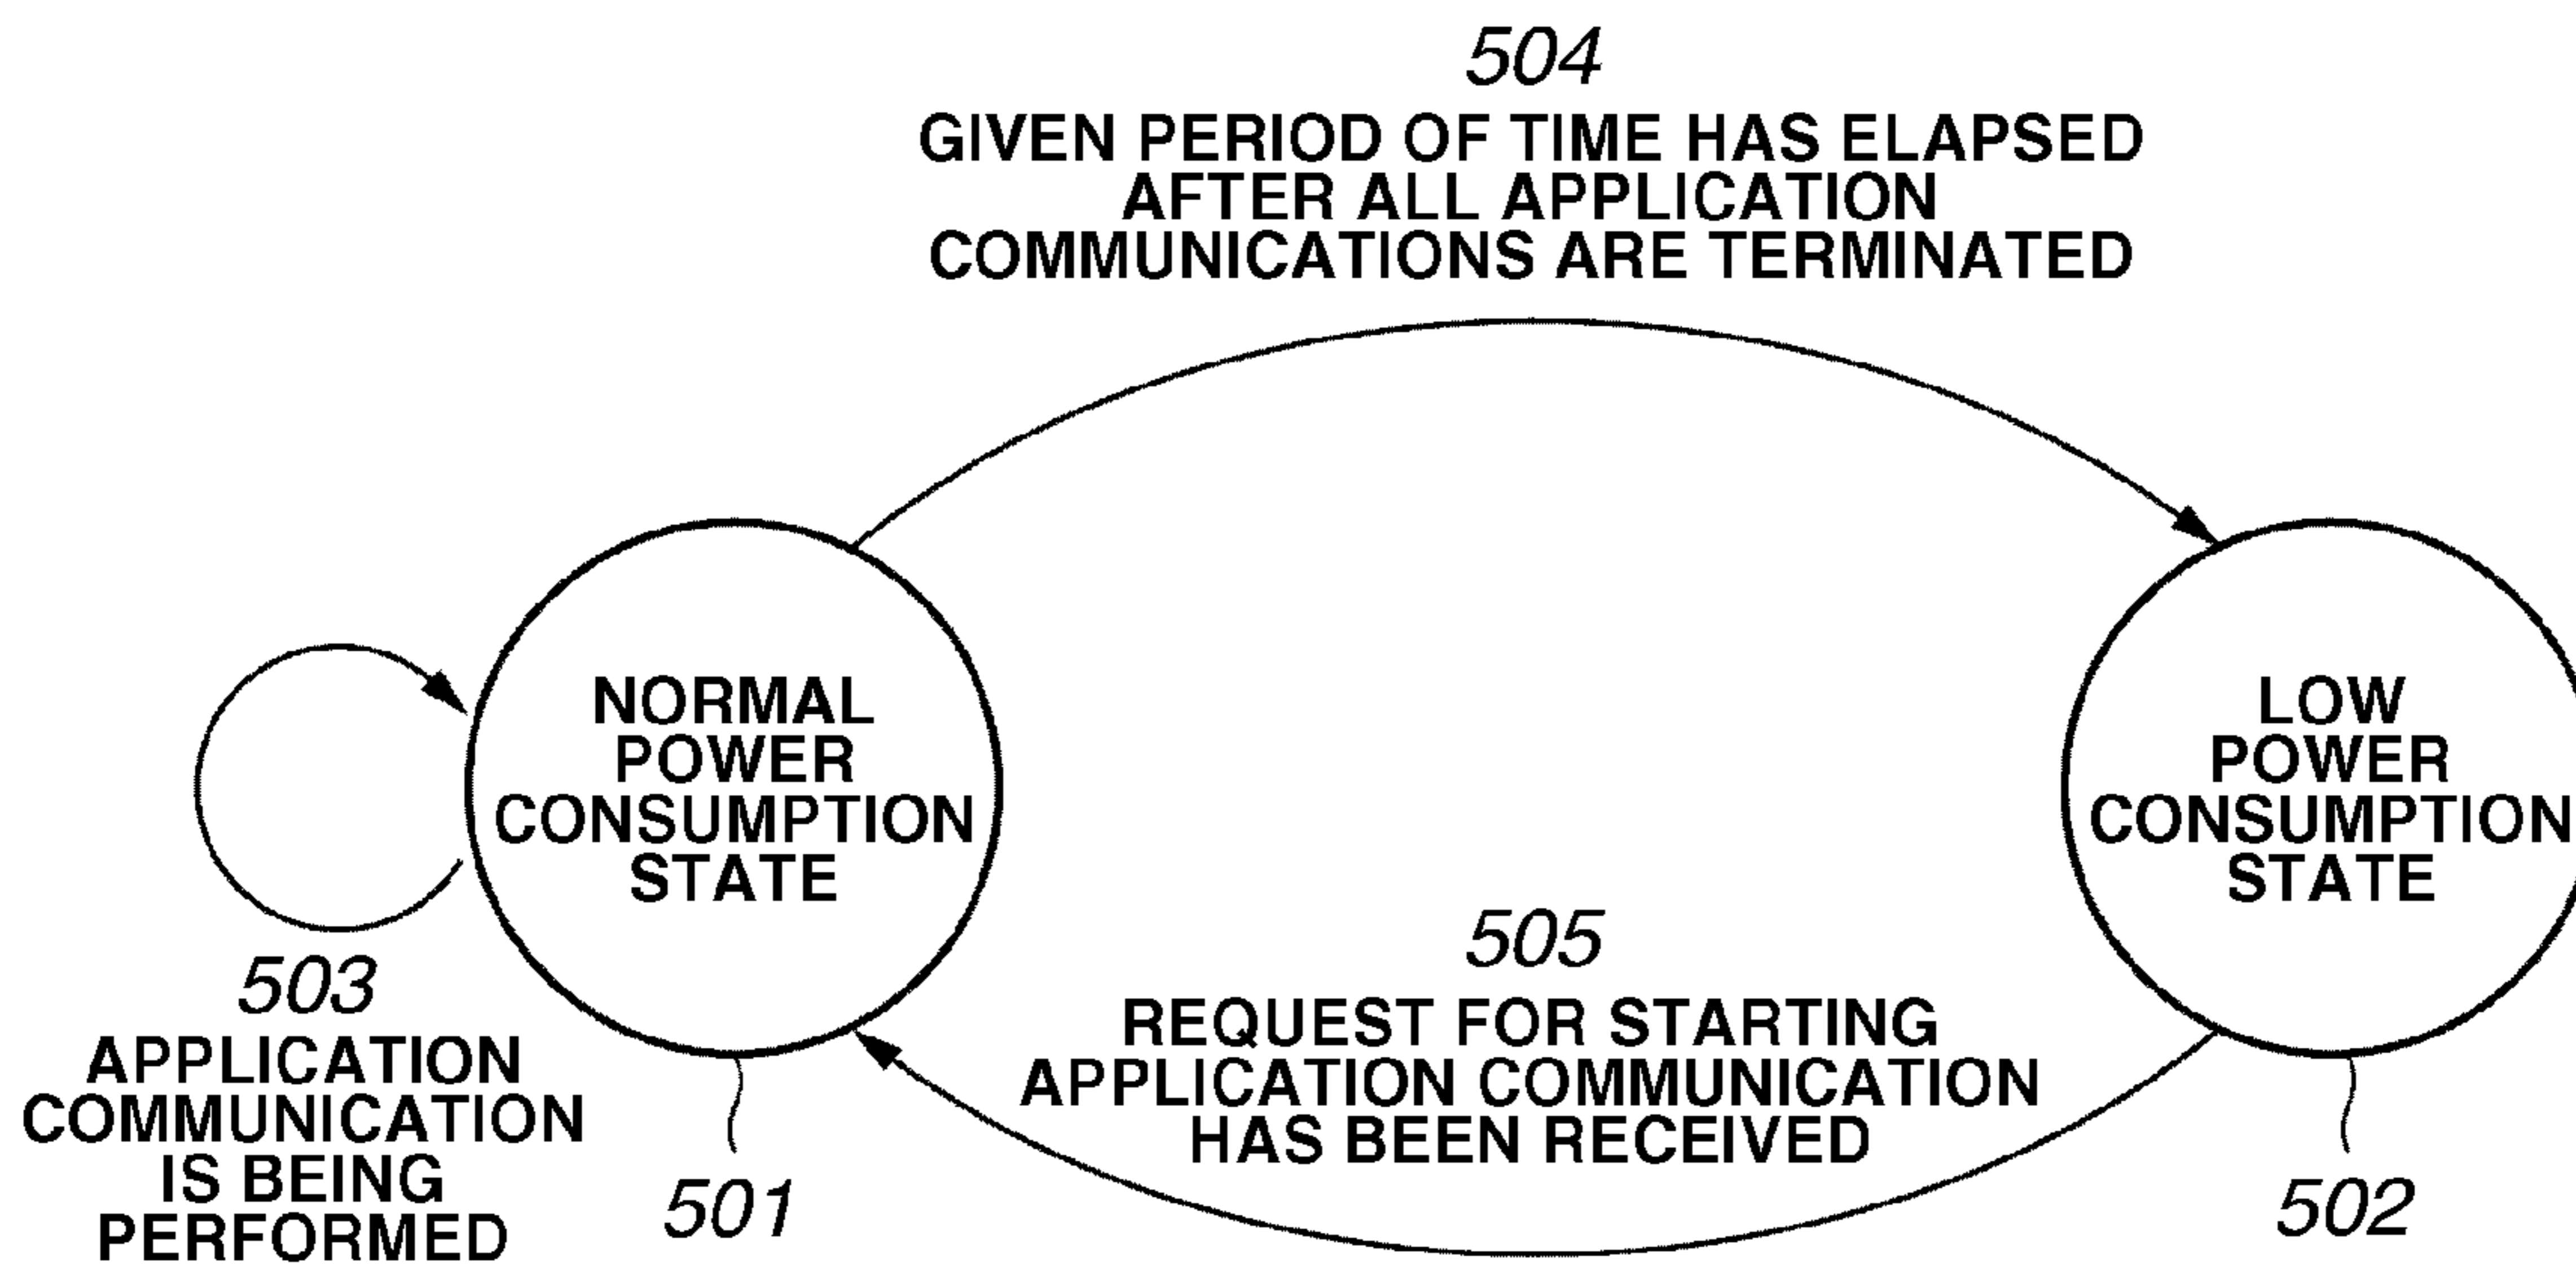 504
GIVEN PERIOD OF TIME HAS ELAPSED
AFTER ALL APPLICATION
COMMUNICATIONS ARE TERMINATED
NORMAL
POWER
CONSUMPTION
STATE
LOW
POWER
CONSUMPTION
STATE
503
APPLICATION
COMMUNICATION
IS BEING
PERFORMED
505
REQUEST FOR STARTING
APPLICATION COMMUNICATION
HAS BEEN RECEIVED
501
502